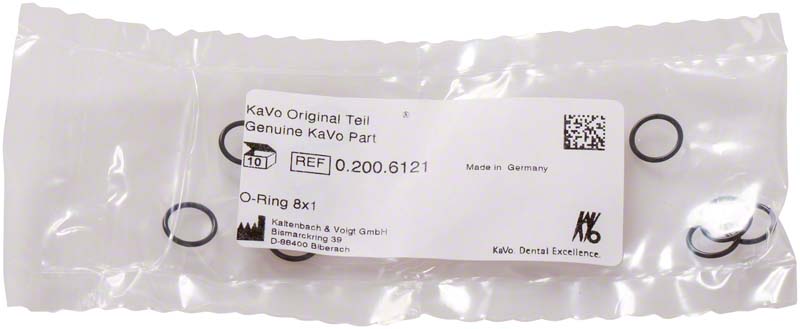 KaVo Original Teil ®
Genuine KaVo Part
10
REF 0.200.6121
Made in Germany
O-Ring 8x1
Kaltenbach & Voigt GmbH
Bismarckring 39
D-88400 Biberach
KAVO
KaVo. Dental Excellence.